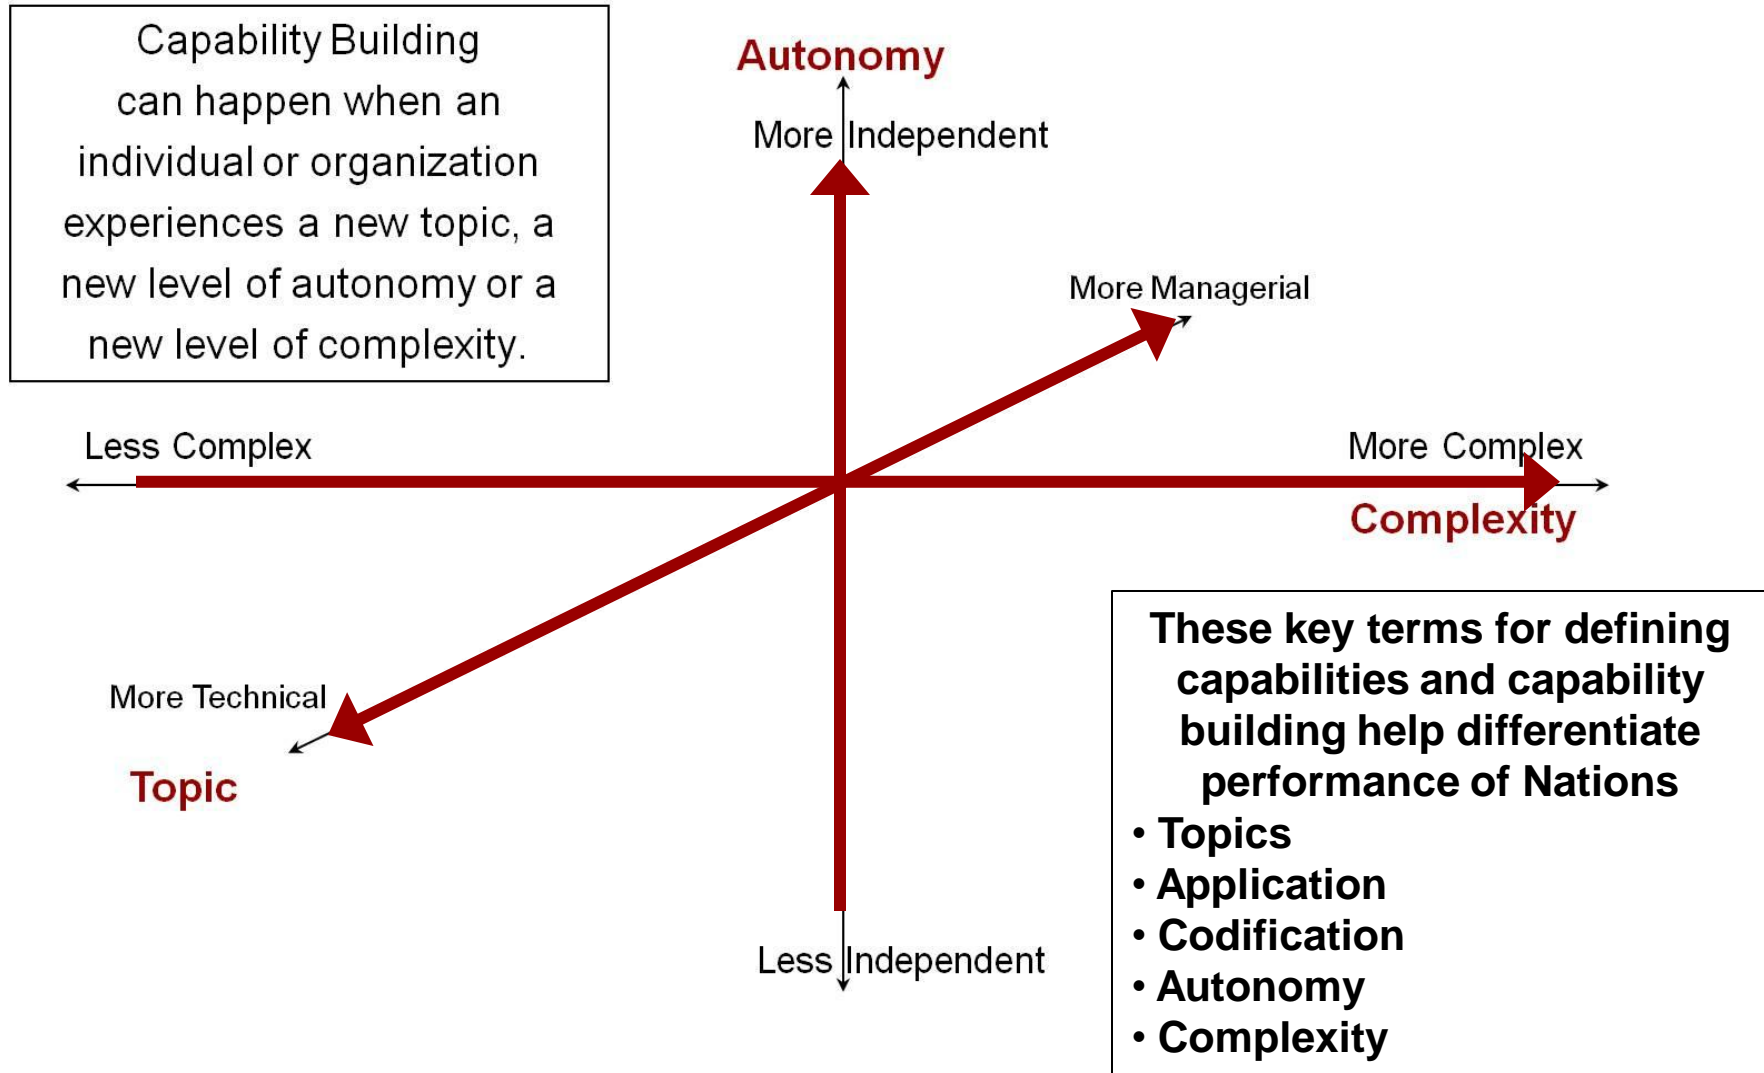 Capability Building
can happen when an
individual or organization
experiences a new topic, a
new level of autonomy or a
new level of complexity.
Autonomy
More Independent
More Managerial
Less Complex
More Complex
Complexity
More Technical
Topic
Less Independent
These key terms for defining
capabilities and capability
building help differentiate
performance of Nations
• Topics
• Application
• Codification
• Autonomy
• Complexity